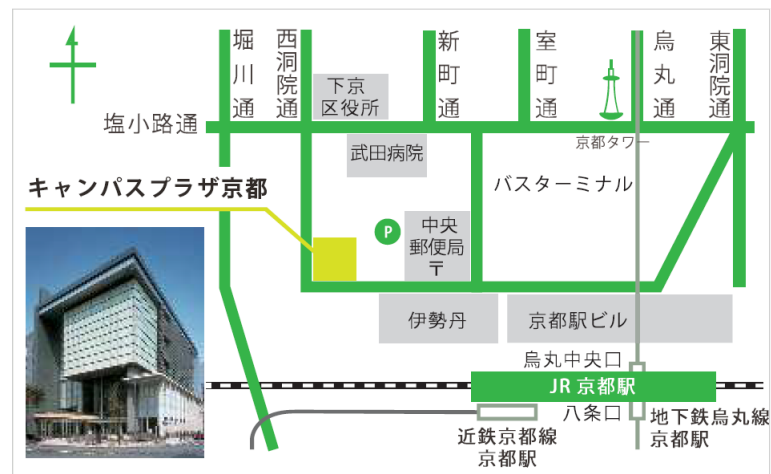 堀川通
西洞院通
新町通
室町通
烏丸通
東洞院通
下京
区役所
塩小路通
京都タワー
武田病院
バスターミナル
キャンパスプラザ京都
P
中央
郵便局
〒
伊勢丹
京都駅ビル
烏丸中央口
JR 京都駅
八条口
地下鉄烏丸線
京都駅
近鉄京都線
京都駅